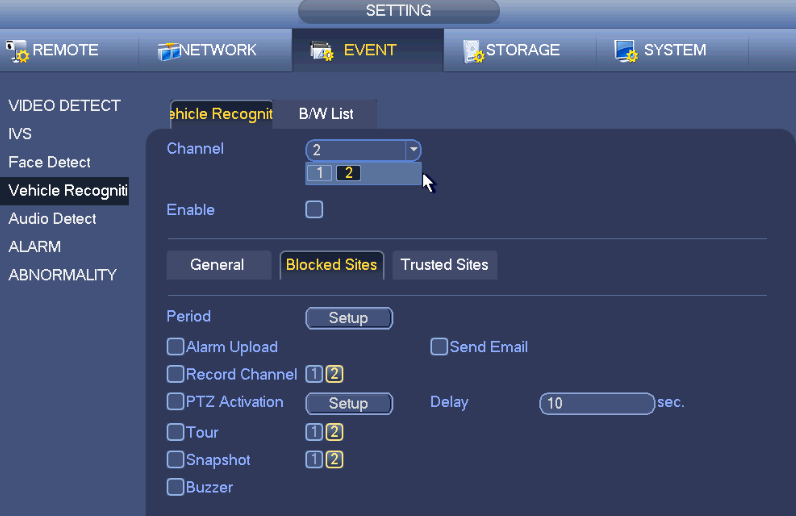 SETTING
REMOTE NETWORK EVENT STORAGE SYSTEM
VIDEO DETECT
IVS
Face Detect
Vehicle Recogniti
Audio Detect
ALARM
ABNORMALITY
ehicle Recognit B/W List
Channel 2
1 2
Enable
General Blocked Sites Trusted Sites
Period Setup
Alarm Upload Send Email
Record Channel 1 2
PTZ Activation Setup Delay 10 sec.
Tour 1 2
Snapshot 1 2
Buzzer